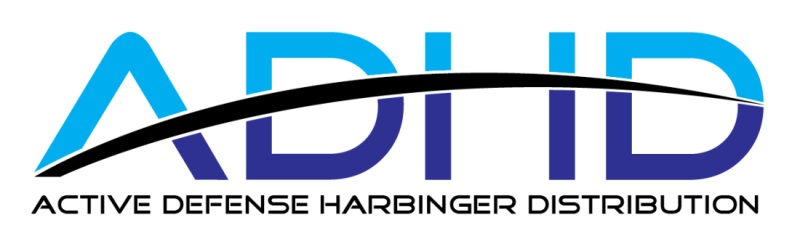 ADHD
ACTIVE DEFENSE HARBINGER DISTRIBUTION